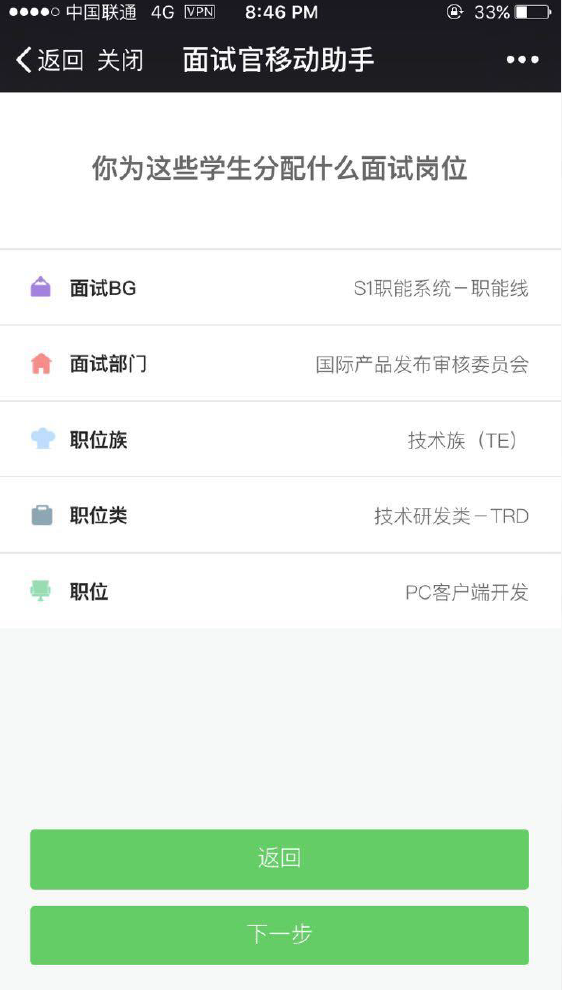 中国联通 4G VPN 8:46 PM 33%
返回 关闭 面试官移动助手
你为这些学生分配什么面试岗位
面试BG S1职能系统－职能线
面试部门 国际产品发布审核委员会
职位族 技术族（TE）
职位类 技术研发类－TRD
职位 PC客户端开发
返回
下一步